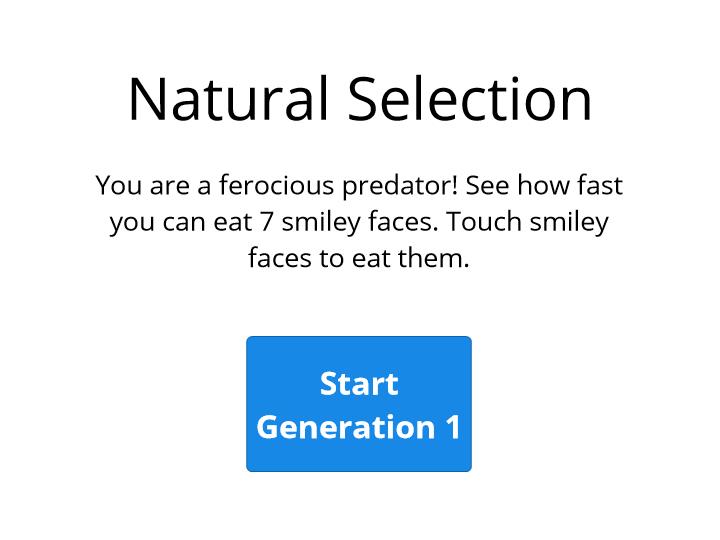 Natural Selection
You are a ferocious predator! See how fast
you can eat 7 smiley faces. Touch smiley
faces to eat them.
Start
Generation 1